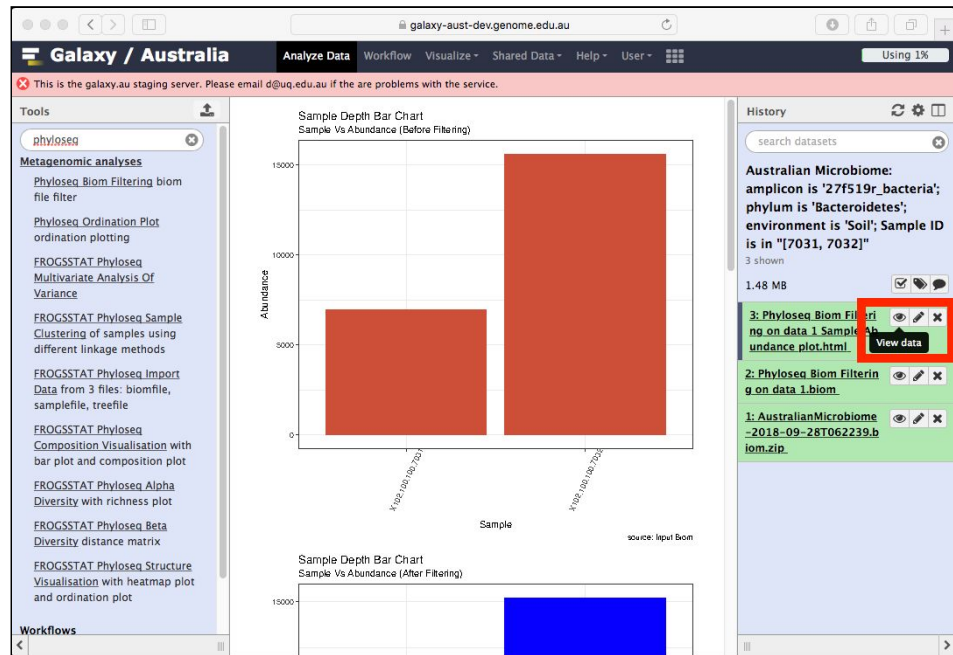 galaxy-aust-dev.genome.edu.au
Galaxy / Australia
Analyze Data Workflow Visualize Shared Data Help User
Using 1%
This is the galaxy.au staging server. Please email d@uq.edu.au if the are problems with the service.
Tools
phyloseq
Metagenomic analyses
Phyloseq Biom Filtering biom
file filter
Phyloseq Ordination Plot
ordination plotting
FROGSSTAT Phyloseq
Multivariate Analysis Of
Variance
FROGSSTAT Phyloseq Sample
Clustering of samples using
different linkage methods
FROGSSTAT Phyloseq Import
Data from 3 files: biomfile,
samplefile, treefile
FROGSSTAT Phyloseq
Composition Visualisation with
bar plot and composition plot
FROGSSTAT Phyloseq Alpha
Diversity with richness plot
FROGSSTAT Phyloseq Beta
Diversity distance matrix
FROGSSTAT Phyloseq Structure
Visualisation with heatmap plot
and ordination plot
Workflows
Sample Depth Bar Chart
Sample Vs Abundance (Before Filtering)
15000
10000
5000
0
Abundance
X102.100.100.7031
X102.100.100.7032
Sample
source: Input Biom
Sample Depth Bar Chart
Sample Vs Abundance (After Filtering)
15000
History
search datasets
Australian Microbiome:
amplicon is '27f519r_bacteria';
phylum is 'Bacteroidetes';
environment is 'Soil'; Sample ID
is in "[7031, 7032]"
3 shown
1.48 MB
3: Phyloseq Biom Filteri
ng on data 1 Sample Ab
undance plot.html
View data
2: Phyloseq Biom Filterin
g on data 1.biom
1: AustralianMicrobiome
-2018-09-28T062239.b
iom.zip